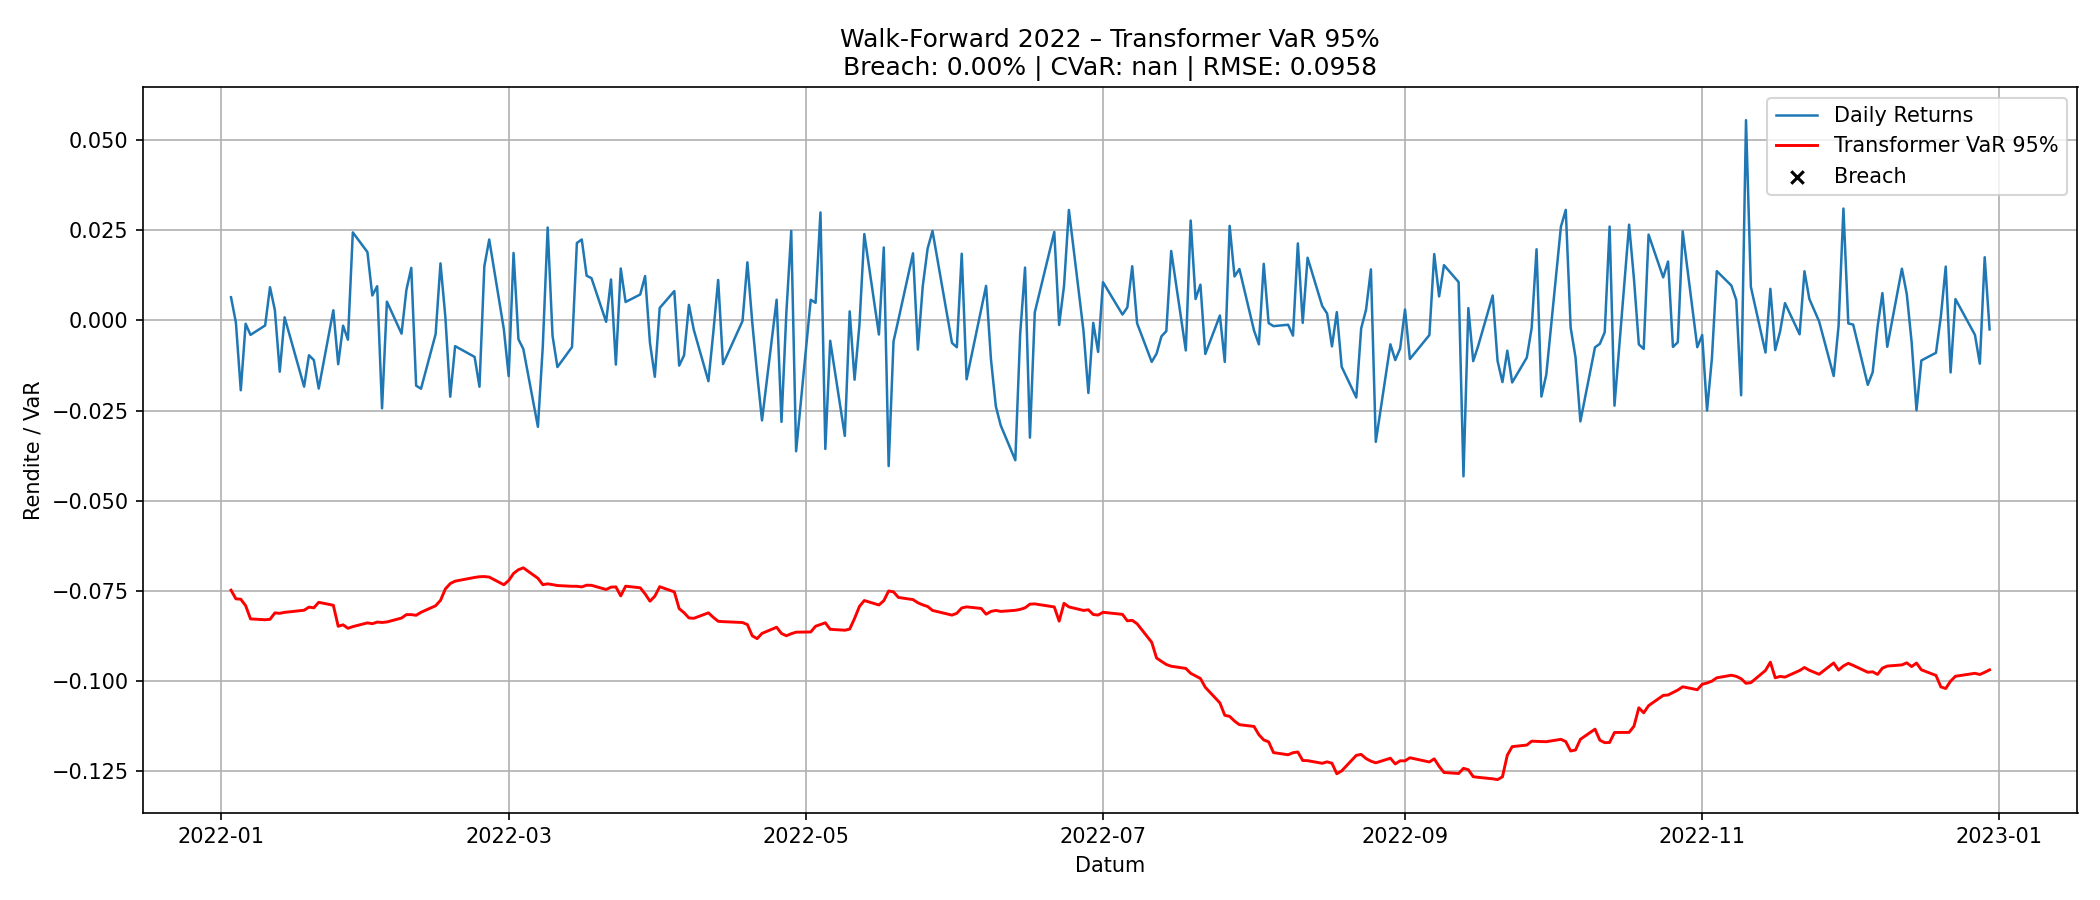 Walk-Forward 2022 – Transformer VaR 95%
Breach: 0.00% | CVaR: nan | RMSE: 0.0958
Daily Returns
Transformer VaR 95%
Breach
Rendite / VaR
0.050
0.025
0.000
−0.025
−0.050
−0.075
−0.100
−0.125
2022-01
2022-03
2022-05
2022-07
2022-09
2022-11
2023-01
Datum